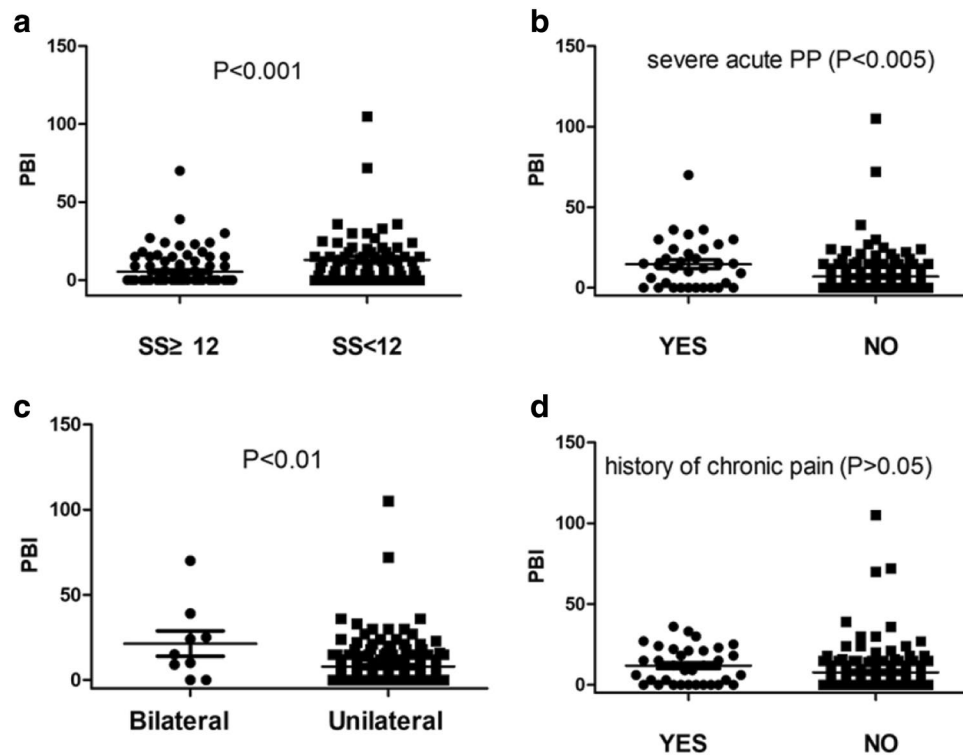 a
150
100
50
0
PBI
P<0.001
SS≥ 12
SS<12
b
150
100
50
0
PBI
severe acute PP (P<0.005)
YES
NO
c
150
100
50
0
PBI
P<0.01
Bilateral
Unilateral
d
150
100
50
0
PBI
history of chronic pain (P>0.05)
YES
NO